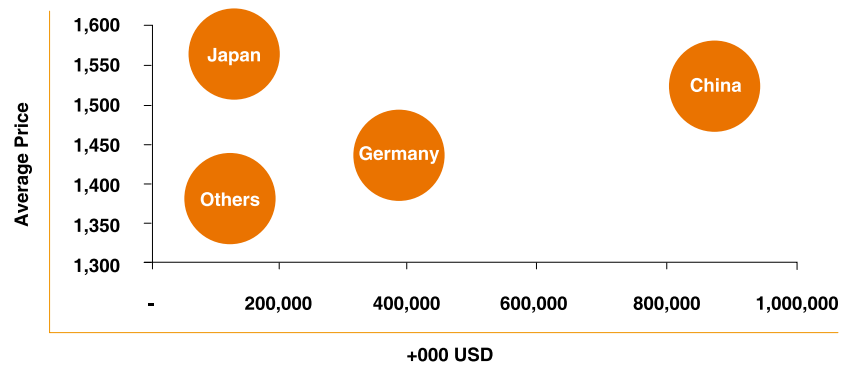 1,600
1,550
1,500
1,450
1,400
1,350
1,300
Average Price
Japan
China
Germany
Others
- 200,000 400,000 600,000 800,000 1,000,000
+000 USD